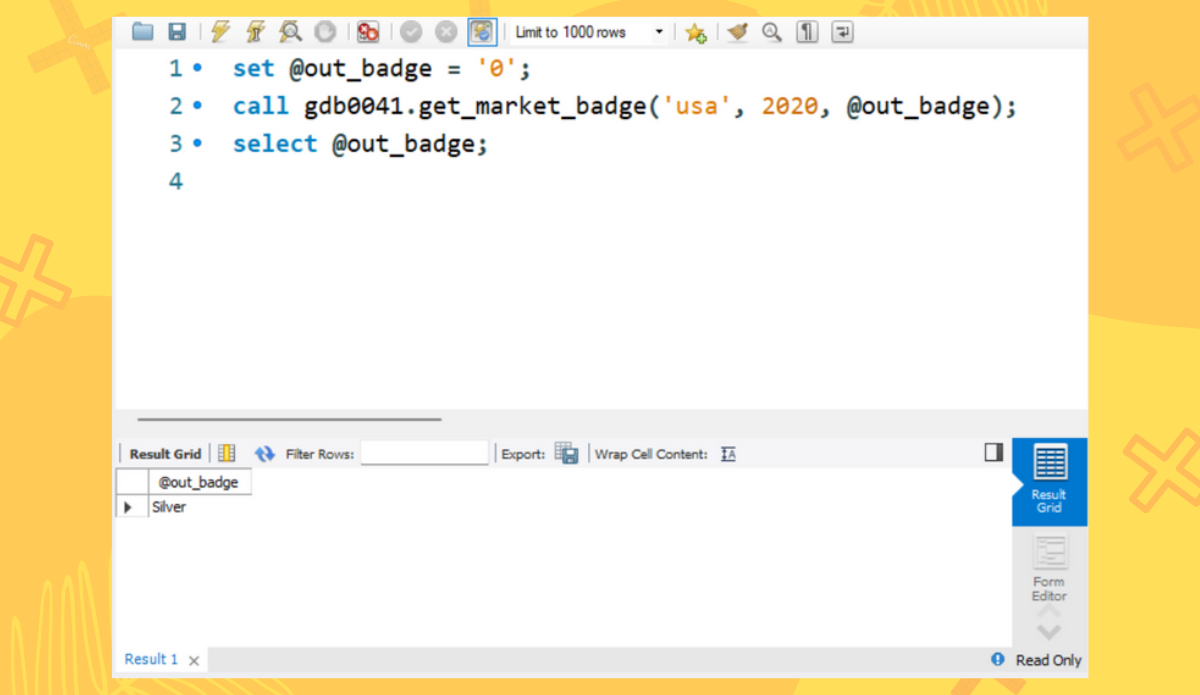 Limit to 1000 rows
1 set @out_badge = '0';
2 call gdb0041.get_market_badge('usa', 2020, @out_badge);
3 select @out_badge;
4
Result Grid Filter Rows: Export: Wrap Cell Content: IA
@out_badge
Silver
Result
Grid
Form
Editor
Result 1 × Read Only